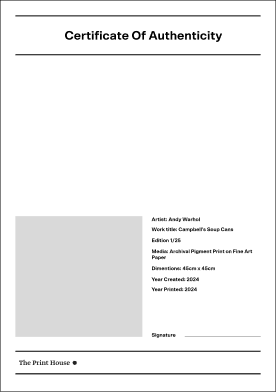 Certificate Of Authenticity
Artist: Andy Warhol
Work title: Campbell's Soup Cans
Edition 1/25
Media: Archival Pigment Print on Fine Art
Paper
Dimentions: 45cm x 45cm
Year Created: 2024
Year Printed: 2024
Signature
The Print House